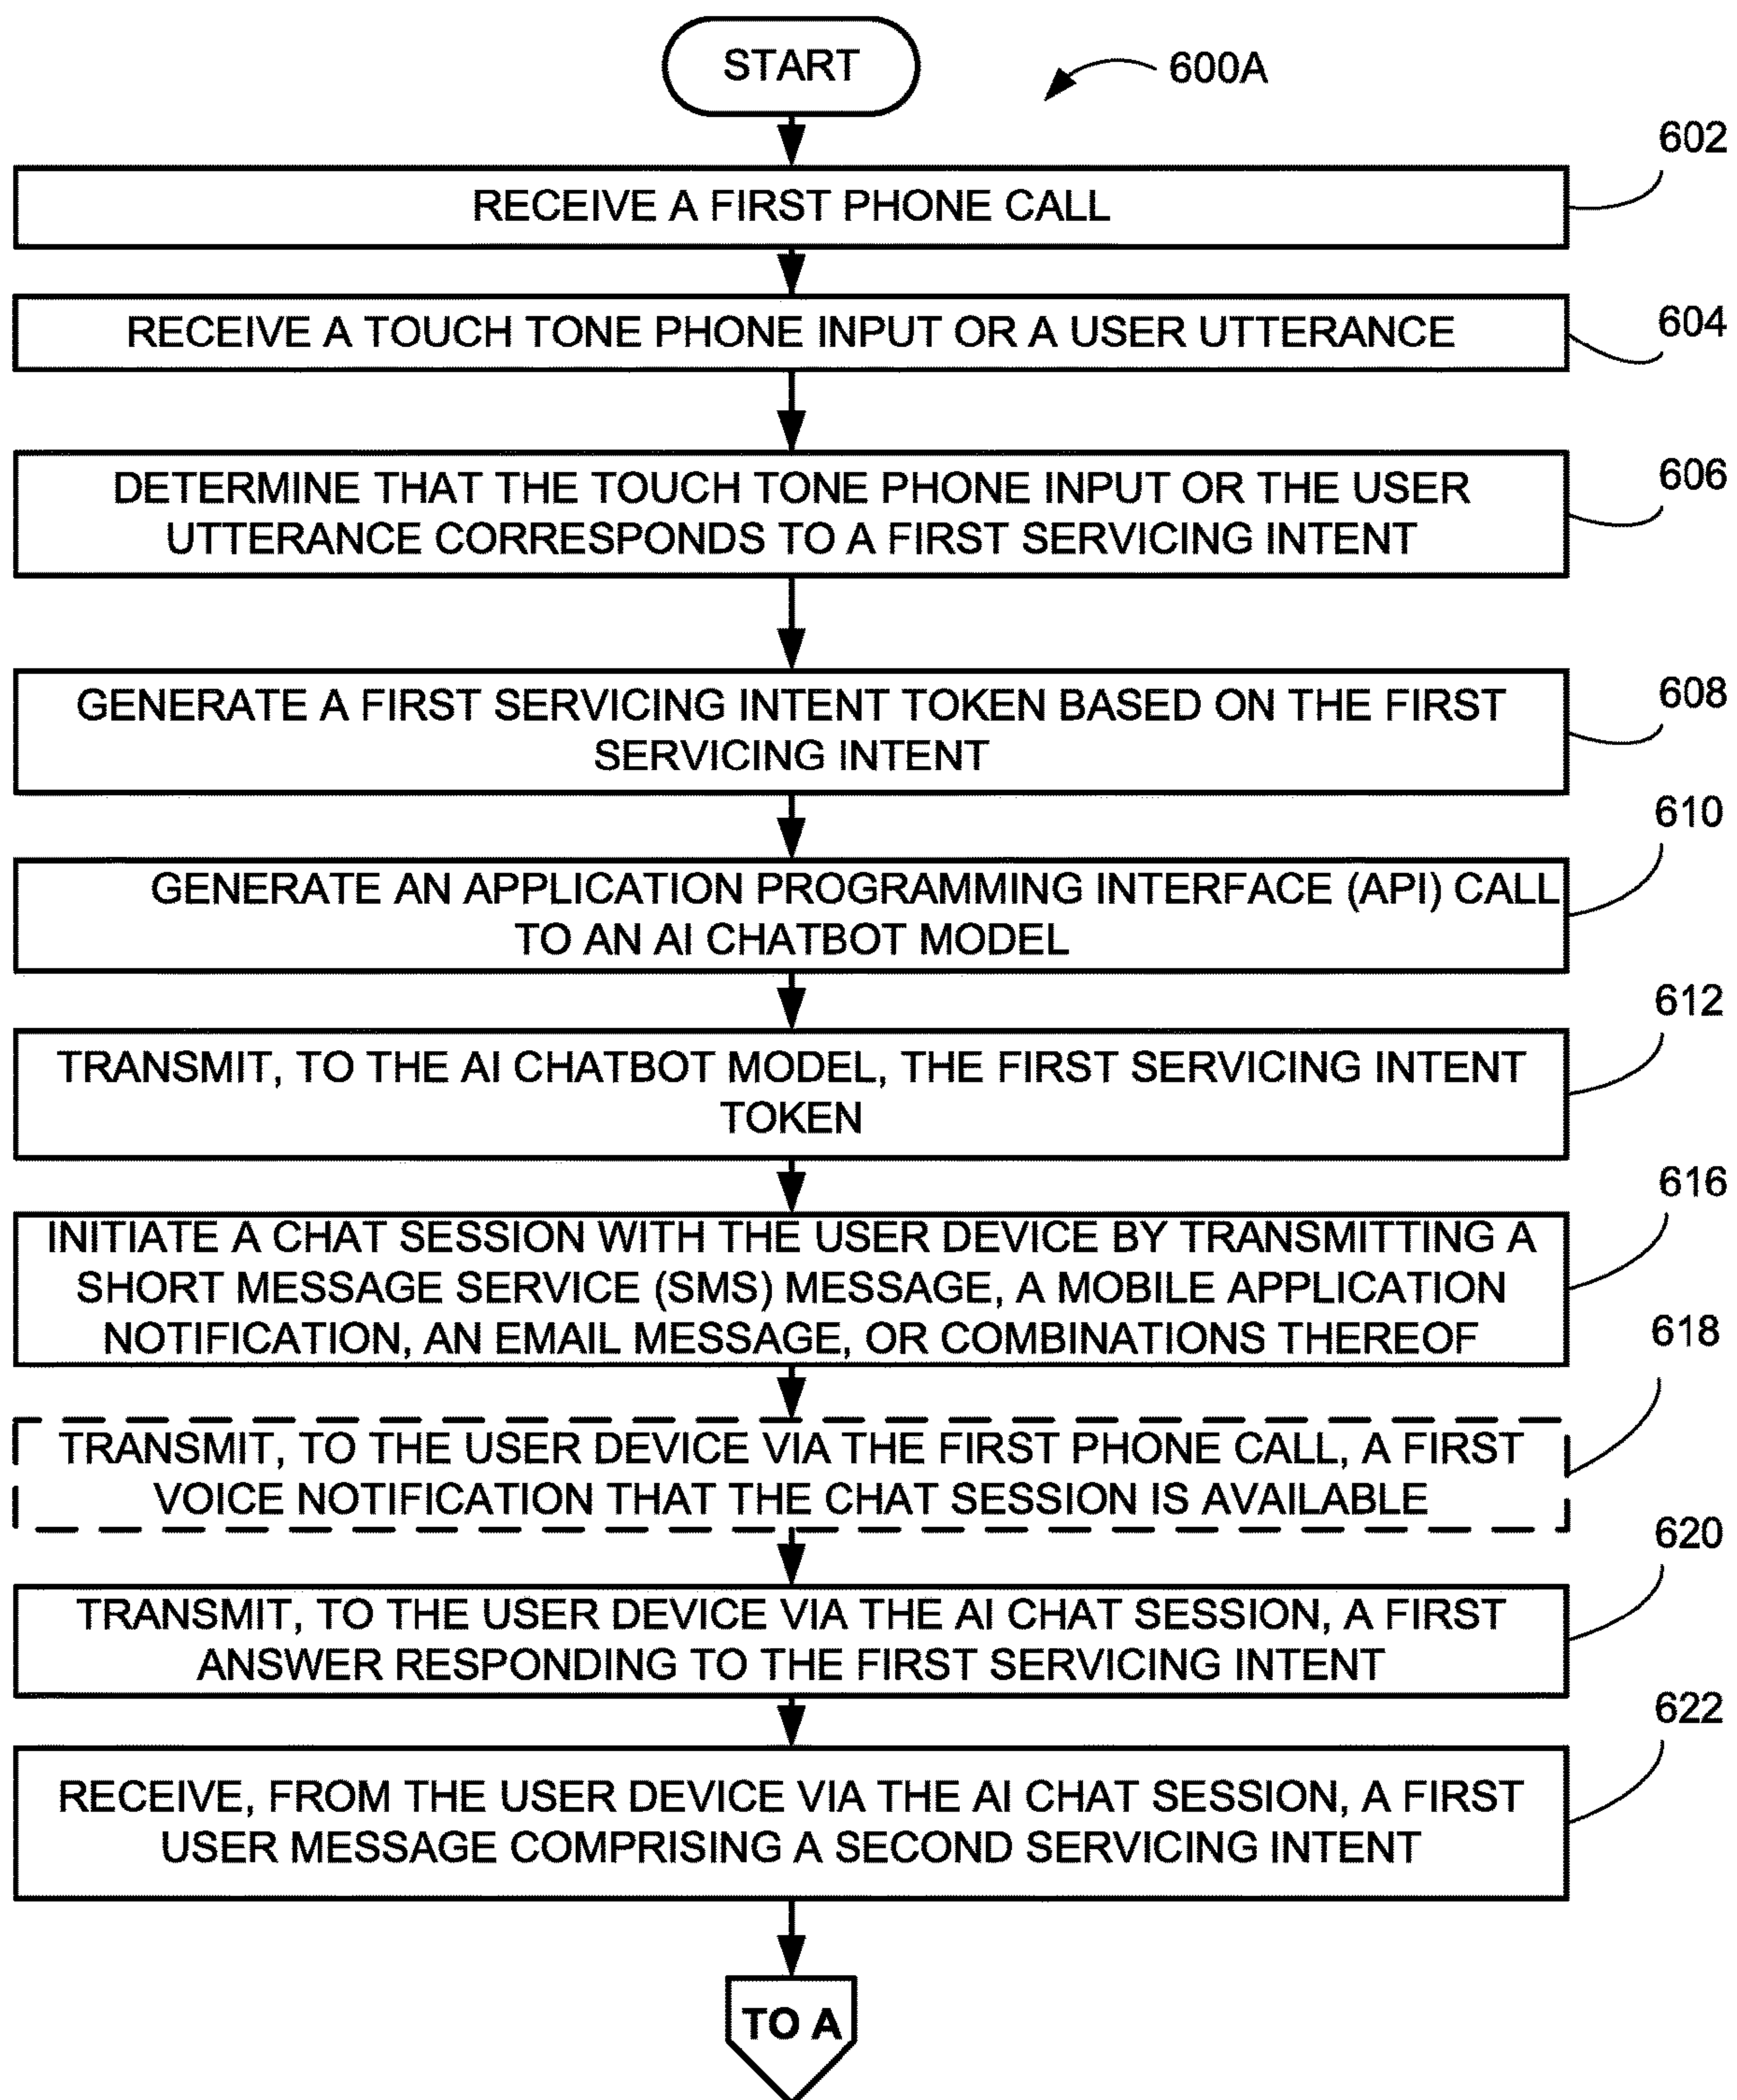 START
600A
602
RECEIVE A FIRST PHONE CALL
604
RECEIVE A TOUCH TONE PHONE INPUT OR A USER UTTERANCE
606
DETERMINE THAT THE TOUCH TONE PHONE INPUT OR THE USER
UTTERANCE CORRESPONDS TO A FIRST SERVICING INTENT
608
GENERATE A FIRST SERVICING INTENT TOKEN BASED ON THE FIRST
SERVICING INTENT
610
GENERATE AN APPLICATION PROGRAMMING INTERFACE (API) CALL
TO AN AI CHATBOT MODEL
612
TRANSMIT, TO THE AI CHATBOT MODEL, THE FIRST SERVICING INTENT
TOKEN
616
INITIATE A CHAT SESSION WITH THE USER DEVICE BY TRANSMITTING A
SHORT MESSAGE SERVICE (SMS) MESSAGE, A MOBILE APPLICATION
NOTIFICATION, AN EMAIL MESSAGE, OR COMBINATIONS THEREOF
618
TRANSMIT, TO THE USER DEVICE VIA THE FIRST PHONE CALL, A FIRST
VOICE NOTIFICATION THAT THE CHAT SESSION IS AVAILABLE
620
TRANSMIT, TO THE USER DEVICE VIA THE AI CHAT SESSION, A FIRST
ANSWER RESPONDING TO THE FIRST SERVICING INTENT
622
RECEIVE, FROM THE USER DEVICE VIA THE AI CHAT SESSION, A FIRST
USER MESSAGE COMPRISING A SECOND SERVICING INTENT
TO A